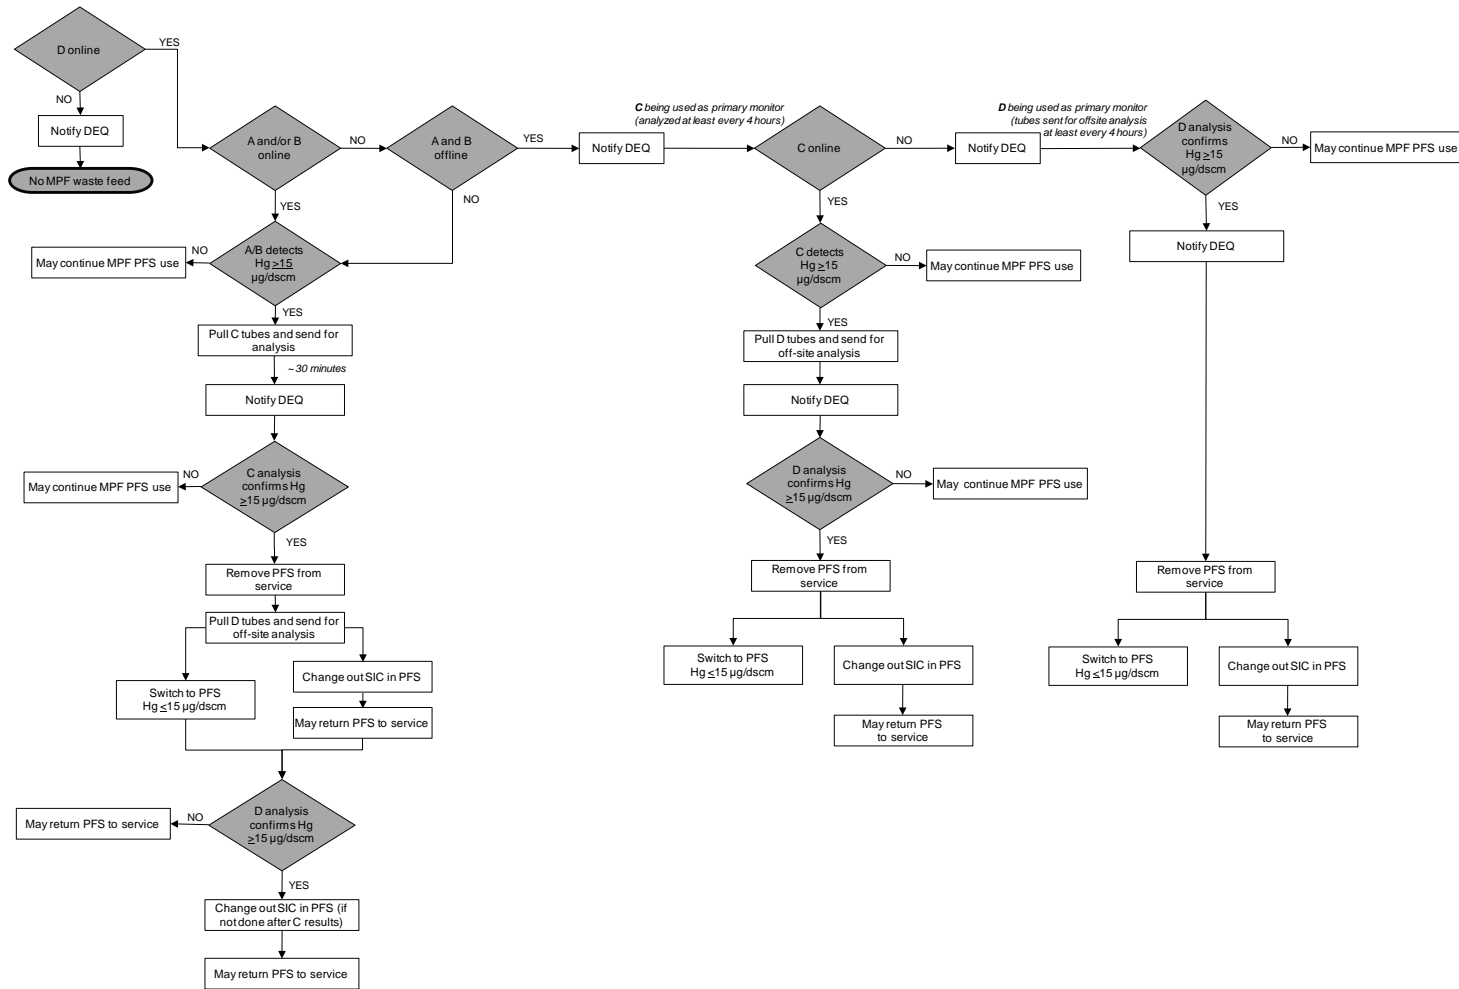 D online
YES
NO
Notify DEQ
No MPF waste feed
A and/or B
online
NO
YES
A and B
offline
YES
NO
Notify DEQ
C being used as primary monitor
(analyzed at least every 4 hours)
C online
NO
YES
Notify DEQ
D being used as primary monitor
(tubes sent for offsite analysis
at least every 4 hours)
D analysis
confirms
Hg ≥15
µg/dscm
NO
May continue MPF PFS use
YES
Notify DEQ
A/B detects
Hg ≥15
µg/dscm
NO
May continue MPF PFS use
YES
Pull C tubes and send for
analysis
~ 30 minutes
Notify DEQ
C analysis
confirms Hg
≥15 µg/dscm
NO
May continue MPF PFS use
YES
Remove PFS from
service
Pull D tubes and send for
off-site analysis
Switch to PFS
Hg ≤15 µg/dscm
Change out SIC in PFS
May return PFS to service
D analysis
confirms Hg
≥15 µg/dscm
NO
May return PFS to service
YES
Change out SIC in PFS (if
not done after C results)
May return PFS to service
C detects
Hg ≥15
µg/dscm
NO
May continue MPF PFS use
YES
Pull D tubes and send for
off-site analysis
Notify DEQ
D analysis
confirms Hg
≥15 µg/dscm
NO
May continue MPF PFS use
YES
Remove PFS from
service
Switch to PFS
Hg ≤15 µg/dscm
Change out SIC in PFS
May return PFS
to service
Remove PFS from
service
Switch to PFS
Hg ≤15 µg/dscm
Change out SIC in PFS
May return PFS
to service